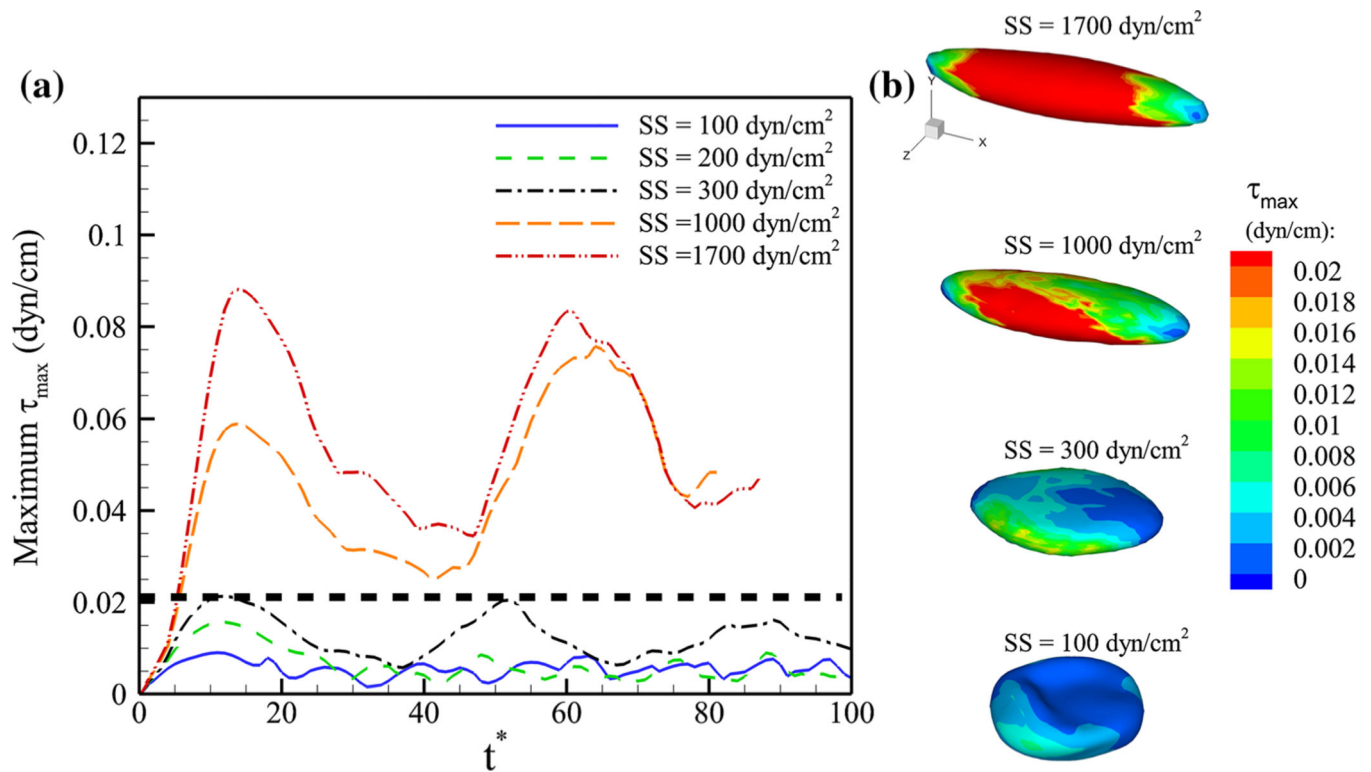 (a)
Maximum τmax (dyn/cm)
0.12
0.1
0.08
0.06
0.04
0.02
0
0 20 40 60 80 100
t*
SS = 100 dyn/cm²
SS = 200 dyn/cm²
SS = 300 dyn/cm²
SS =1000 dyn/cm²
SS =1700 dyn/cm²
(b)
SS = 1700 dyn/cm²
Y
Z
X
SS = 1000 dyn/cm²
SS = 300 dyn/cm²
SS = 100 dyn/cm²
τmax
(dyn/cm):
0.02
0.018
0.016
0.014
0.012
0.01
0.008
0.006
0.004
0.002
0